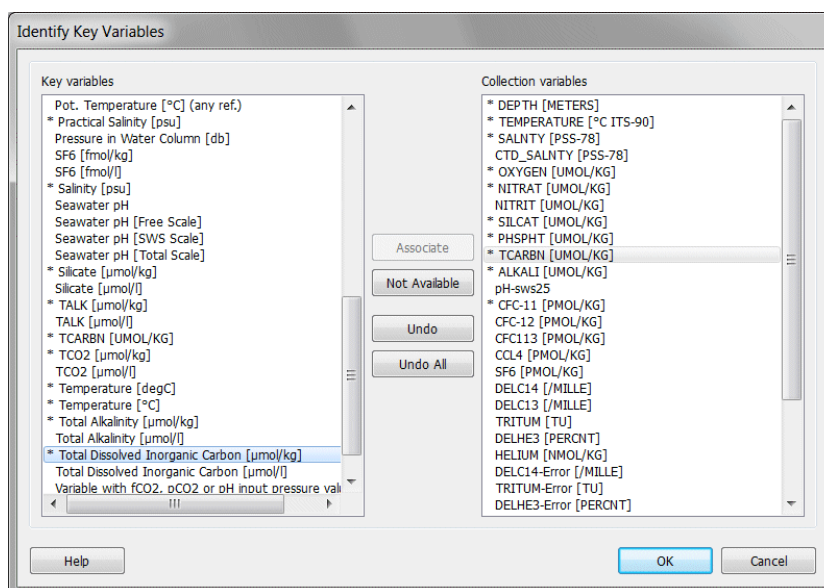 Identify Key Variables
Key variables
Pot. Temperature [°C] (any ref.)
* Practical Salinity [psu]
Pressure in Water Column [db]
SF6 [fmol/kg]
SF6 [fmol/l]
* Salinity [psu]
Seawater pH
Seawater pH [Free Scale]
Seawater pH [SWS Scale]
Seawater pH [Total Scale]
* Silicate [µmol/kg]
Silicate [µmol/l]
* TALK [µmol/kg]
TALK [µmol/l]
* TCARBN [UMOL/KG]
* TCO2 [µmol/kg]
TCO2 [µmol/l]
* Temperature [degC]
* Temperature [°C]
* Total Alkalinity [µmol/kg]
Total Alkalinity [µmol/l]
* Total Dissolved Inorganic Carbon [µmol/kg]
Total Dissolved Inorganic Carbon [µmol/l]
Variable with fCO2, pCO2 or pH input pressure val
Associate
Not Available
Undo
Undo All
Collection variables
* DEPTH [METERS]
* TEMPERATURE [°C ITS-90]
* SALNTY [PSS-78]
CTD_SALNTY [PSS-78]
* OXYGEN [UMOL/KG]
* NITRAT [UMOL/KG]
NITRIT [UMOL/KG]
* SILCAT [UMOL/KG]
* PHSPHT [UMOL/KG]
* TCARBN [UMOL/KG]
* ALKALI [UMOL/KG]
pH-sws25
* CFC-11 [PMOL/KG]
CFC-12 [PMOL/KG]
CFC113 [PMOL/KG]
CCL4 [PMOL/KG]
SF6 [PMOL/KG]
DELC14 [/MILLE]
DELC13 [/MILLE]
TRITUM [TU]
DELHE3 [PERCNT]
HELIUM [NMOL/KG]
DELC14-Error [/MILLE]
TRITUM-Error [TU]
DELHE3-Error [PERCNT]
Help
OK
Cancel